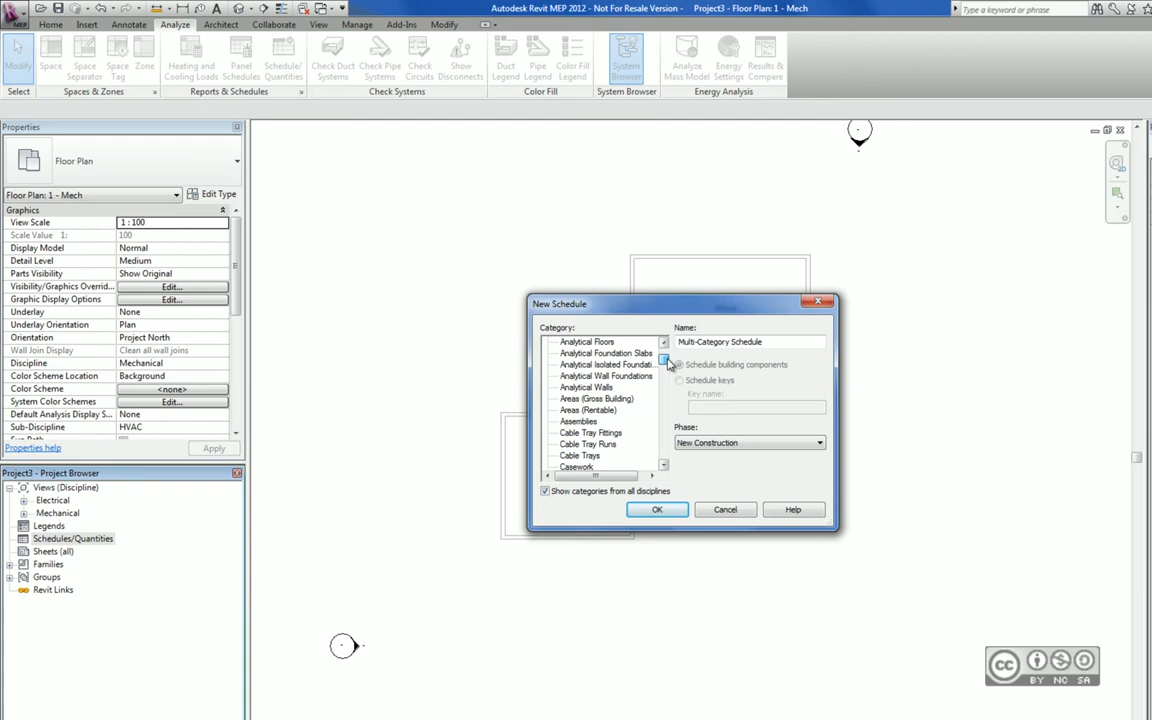 Autodesk Revit MEP 2012 - Not For Resale Version - Project3 - Floor Plan: 1 - Mech
Type a keyword or phrase
MEP
Home Insert Annotate Analyze Architect Collaborate View Manage Add-Ins Modify
Modify Space Space Separator Space Tag Zone Heating and Cooling Loads Panel Schedules Schedule/ Quantities Check Duct Systems Check Pipe Systems Check Circuits Show Disconnects Duct Legend Pipe Legend Color Fill Legend System Browser Analyze Mass Model Energy Settings Results & Compare
Select Spaces & Zones Reports & Schedules Check Systems Color Fill System Browser Energy Analysis
Properties
Floor Plan
Floor Plan: 1 - Mech Edit Type
Graphics
View Scale 1 : 100
Scale Value 1: 100
Display Model Normal
Detail Level Medium
Parts Visibility Show Original
Visibility/Graphics Overrid... Edit...
Graphic Display Options Edit...
Underlay None
Underlay Orientation Plan
Orientation Project North
Wall Join Display Clean all wall joins
Discipline Mechanical
Color Scheme Location Background
Color Scheme <none>
System Color Schemes Edit...
Default Analysis Display S... None
Sub-Discipline HVAC
Properties help Apply
Project3 - Project Browser
Views (Discipline)
Electrical
Mechanical
Legends
Schedules/Quantities
Sheets (all)
Families
Groups
Revit Links
New Schedule
Category:
Analytical Floors
Analytical Foundation Slabs
Analytical Isolated Foundati...
Analytical Wall Foundations
Analytical Walls
Areas (Gross Building)
Areas (Rentable)
Assemblies
Cable Tray Fittings
Cable Tray Runs
Cable Trays
Casework
Show categories from all disciplines
Name:
Multi-Category Schedule
Schedule building components
Schedule keys
Key name:
Phase:
New Construction
OK Cancel Help
cc
BY NC SA